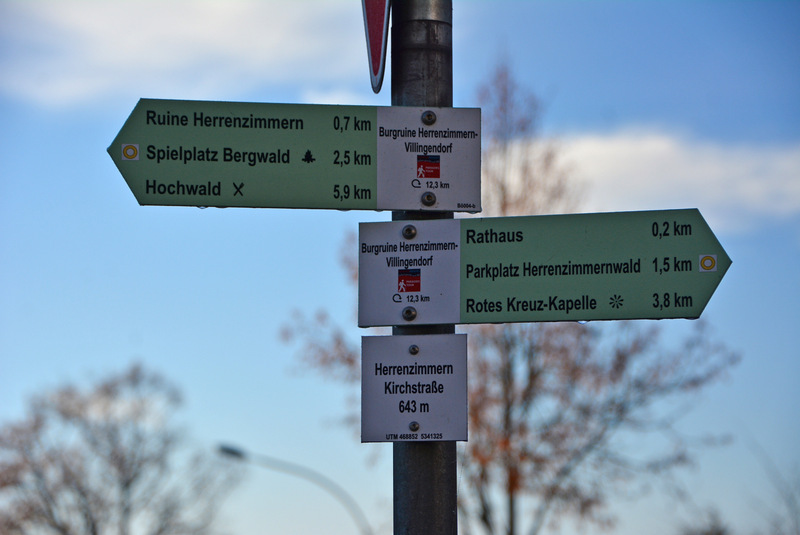 Ruine Herrenzimmern 0,7 km
Spielplatz Bergwald 2,5 km
Hochwald 5,9 km
Burgruine Herrenzimmern-
Villingendorf
12,3 km
Burgruine Herrenzimmern-
Villingendorf
12,3 km
Rathaus 0,2 km
Parkplatz Herrenzimmernwald 1,5 km
Rotes Kreuz-Kapelle 3,8 km
Herrenzimmern
Kirchstraße
643 m
UTM 468852 5341325